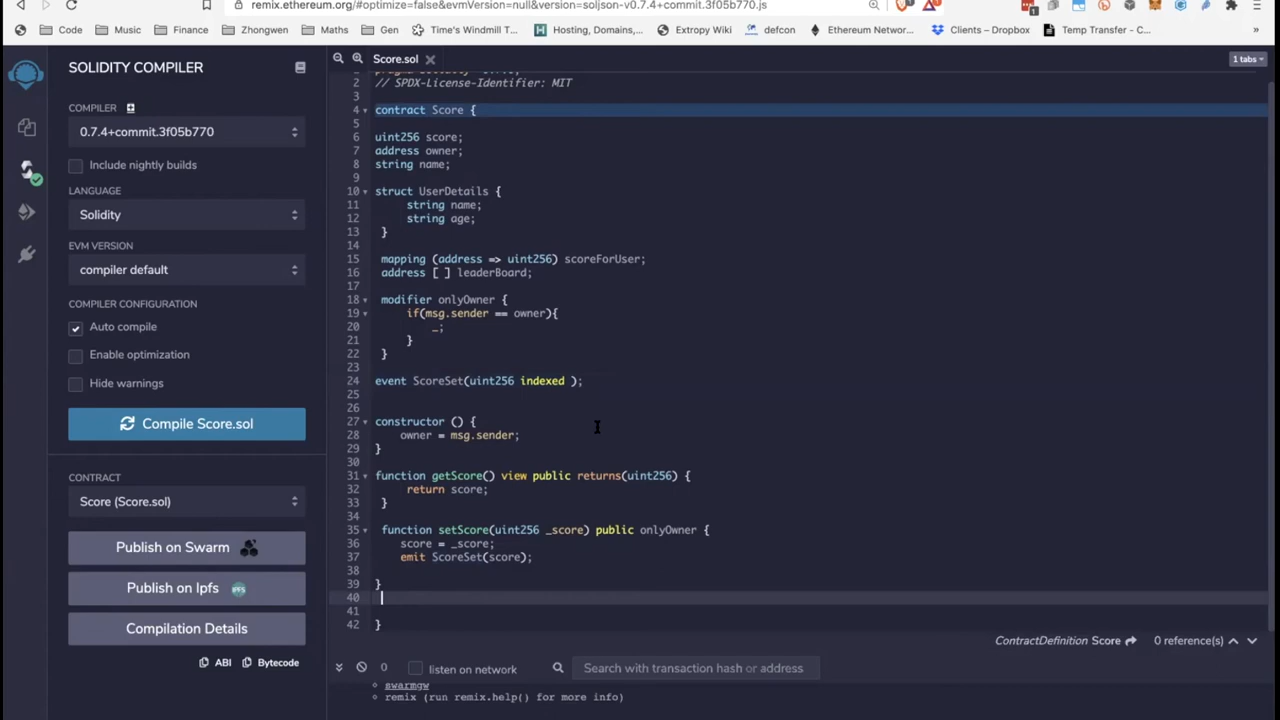 remix.ethereum.org/#optimize=false&evmVersion=null&version=soljson-v0.7.4+commit.3f05b770.js
Code Music Finance Zhongwen Maths Gen Time's Windmill T... Hosting, Domains,... Extropy Wiki defcon Ethereum Networ... Clients – Dropbox Temp Transfer - C... »
SOLIDITY COMPILER
COMPILER
0.7.4+commit.3f05b770
Include nightly builds
LANGUAGE
Solidity
EVM VERSION
compiler default
COMPILER CONFIGURATION
Auto compile
Enable optimization
Hide warnings
Compile Score.sol
CONTRACT
Score (Score.sol)
Publish on Swarm
Publish on Ipfs
IPFS
Compilation Details
ABI Bytecode
Score.sol
1 tabs
2 // SPDX-License-Identifier: MIT
3
4 contract Score {
5
6 uint256 score;
7 address owner;
8 string name;
9
10 struct UserDetails {
11 string name;
12 string age;
13 }
14
15 mapping (address => uint256) scoreForUser;
16 address [ ] leaderBoard;
17
18 modifier onlyOwner {
19 if(msg.sender == owner){
20 _;
21 }
22 }
23
24 event ScoreSet(uint256 indexed );
25
26
27 constructor () {
28 owner = msg.sender;
29 }
30
31 function getScore() view public returns(uint256) {
32 return score;
33 }
34
35 function setScore(uint256 _score) public onlyOwner {
36 score = _score;
37 emit ScoreSet(score);
38
39 }
40
41
42 }
ContractDefinition Score 0 reference(s)
0 listen on network Search with transaction hash or address
swarmgw
remix (run remix.help() for more info)